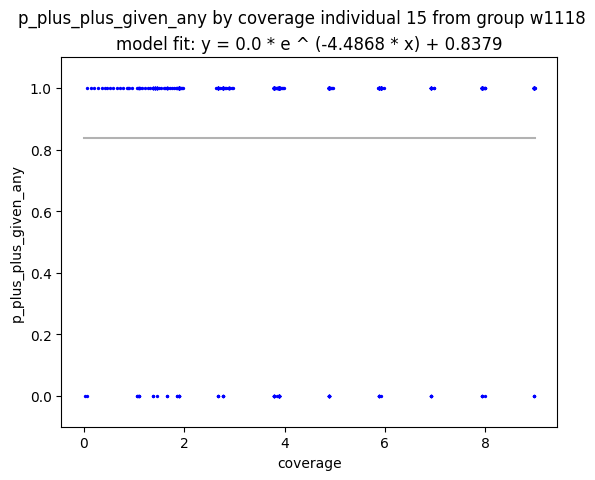 p_plus_plus_given_any by coverage individual 15 from group w1118
model fit: y = 0.0 * e ^ (-4.4868 * x) + 0.8379
1.0
0.8
0.6
0.4
0.2
0.0
p_plus_plus_given_any
0 2 4 6 8
coverage